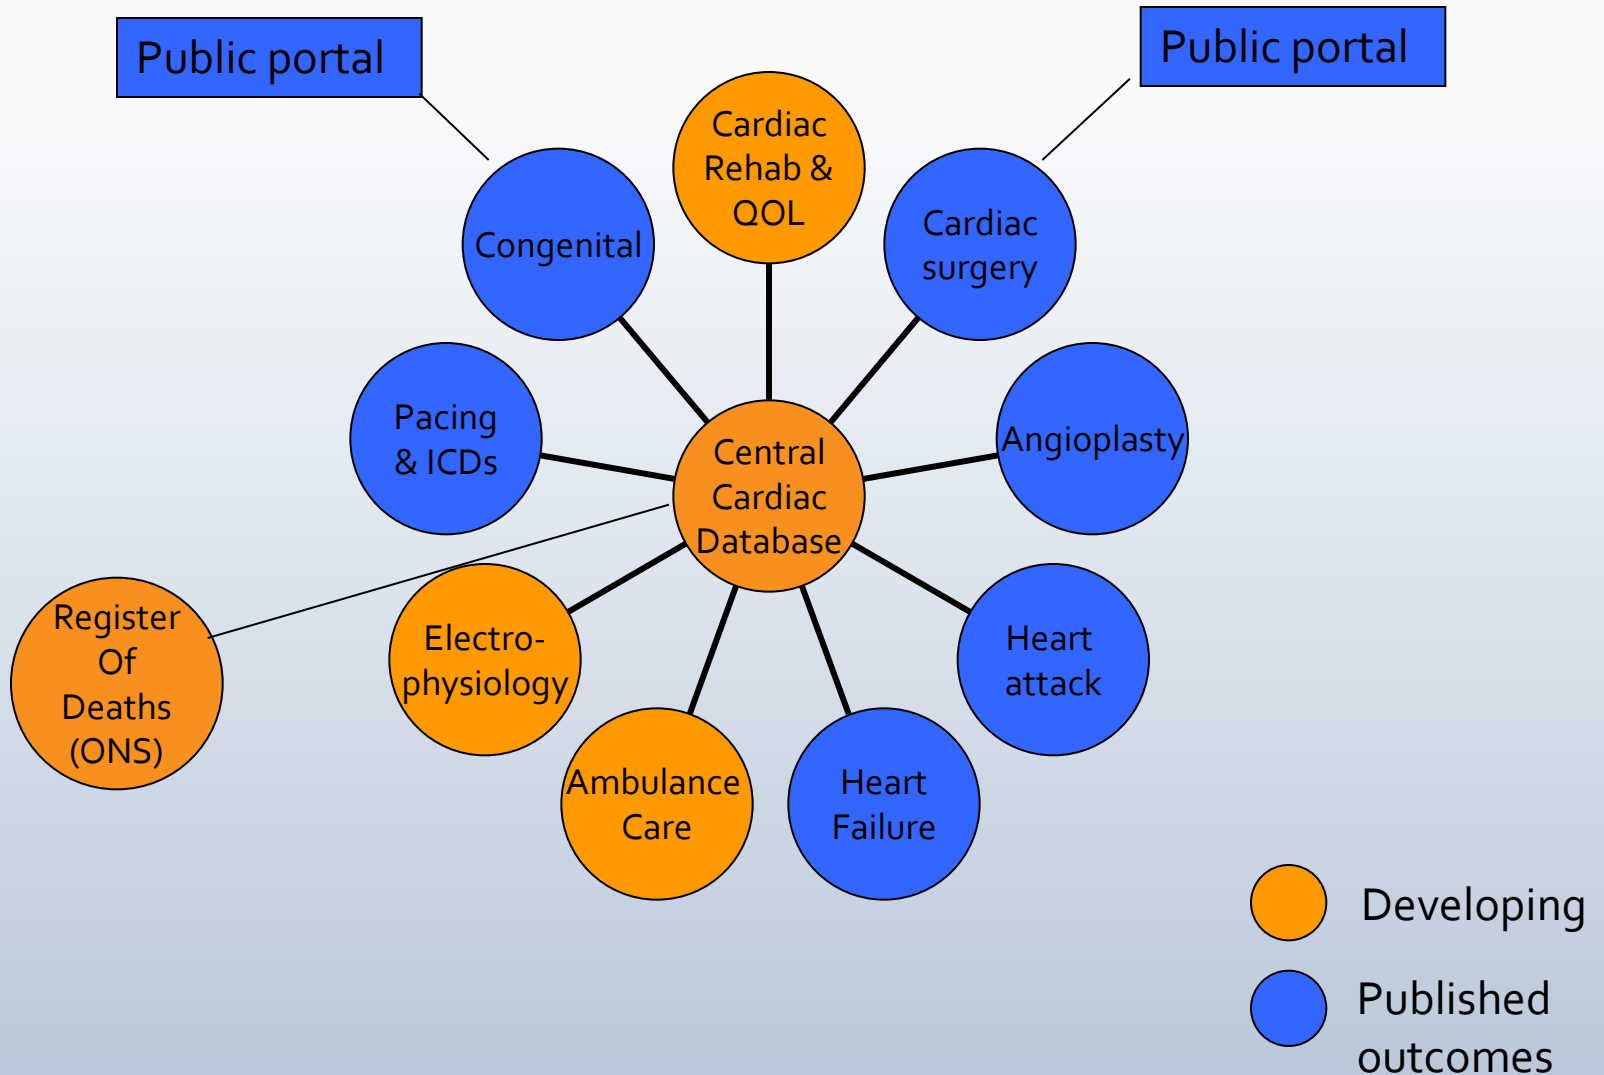 Public portal
Public portal
Cardiac
Rehab &
QOL
Congenital
Cardiac
surgery
Pacing
& ICDs
Central
Cardiac
Database
Angioplasty
Register
Of
Deaths
(ONS)
Electro-
physiology
Heart
attack
Ambulance
Care
Heart
Failure
Developing
Published
outcomes